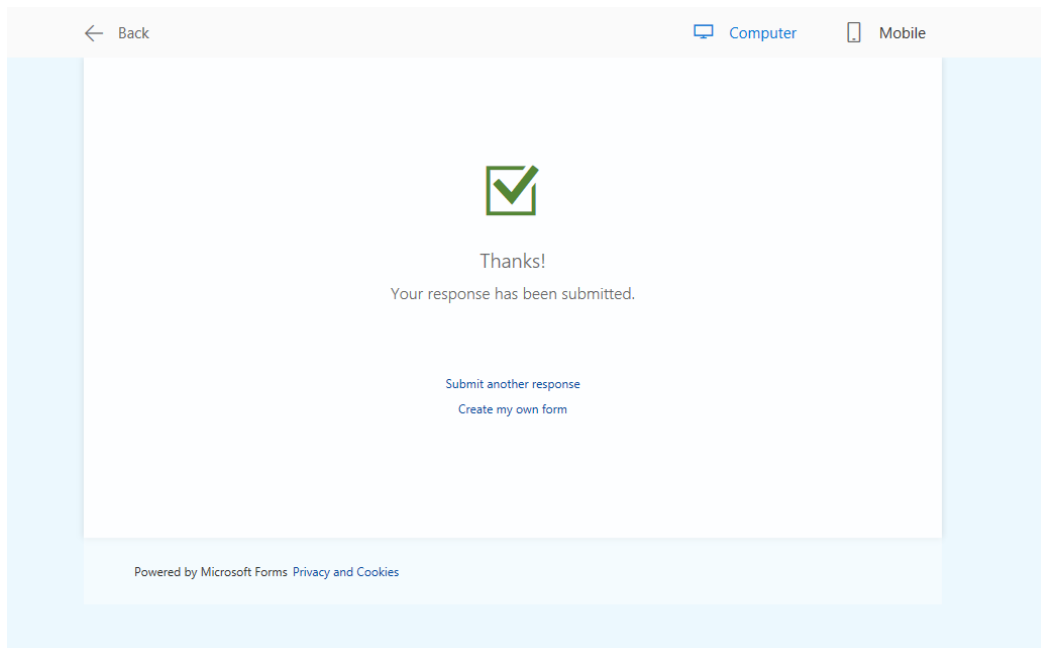 Back
Computer
Mobile
Thanks!
Your response has been submitted.
Submit another response
Create my own form
Powered by Microsoft Forms Privacy and Cookies